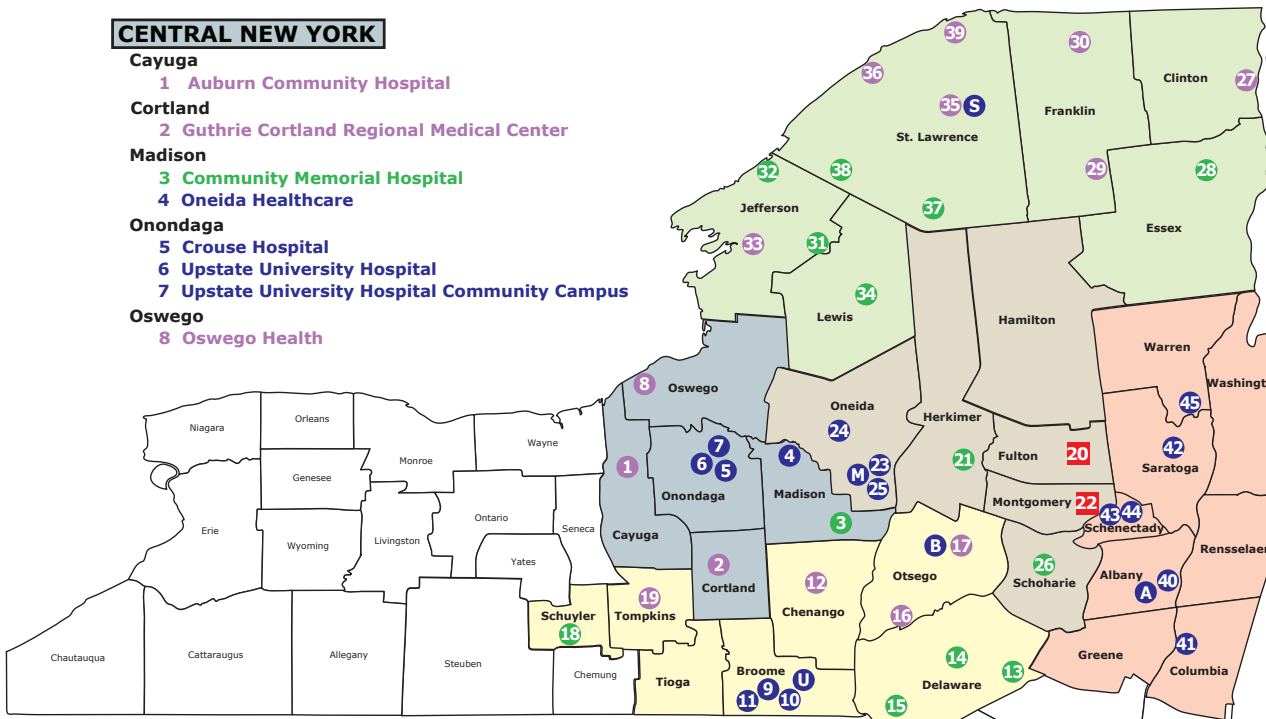 CENTRAL NEW YORK
Cayuga
1 Auburn Community Hospital
Cortland
2 Guthrie Cortland Regional Medical Center
Madison
3 Community Memorial Hospital
4 Oneida Healthcare
Onondaga
5 Crouse Hospital
6 Upstate University Hospital
7 Upstate University Hospital Community Campus
Oswego
8 Oswego Health
39
30
36
Clinton
27
35 S
Franklin
St. Lawrence
32
38
29
28
Jefferson
37
Essex
33
31
34
Lewis
Hamilton
Warren
8
Oswego
Washingt
45
Oneida
24
Herkimer
Niagara
Orleans
Wayne
Monroe
Genesee
7
6
5
4
M
23
25
21
Fulton
20
42
Saratoga
1
Onondaga
Madison
Montgomery
22
43
44
Schenectady
3
Erie
Wyoming
Livingston
Ontario
Seneca
Yates
Cayuga
B
17
Rensselaer
2
Cortland
12
Chenango
Otsego
26
Schoharie
Albany
40
A
19
Tompkins
Schuyler
18
16
Chautauqua
Cattaraugus
Allegany
Steuben
Chemung
Tioga
Broome
11
9
10
U
14
13
Delaware
15
Greene
41
Columbia